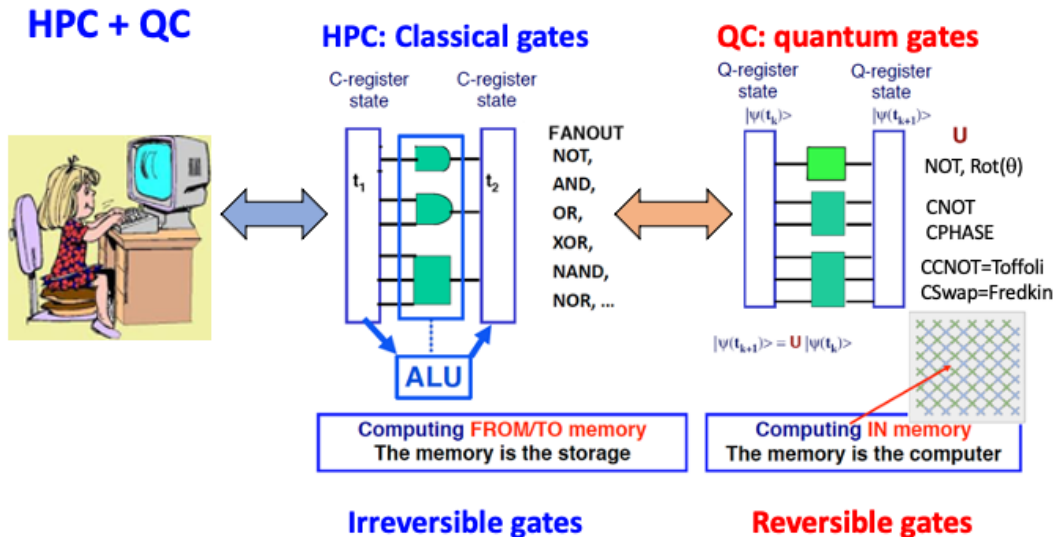 HPC + QC
HPC: Classical gates
C-register
state
C-register
state
t₁
t₂
FANOUT
NOT,
AND,
OR,
XOR,
NAND,
NOR, ...
ALU
Computing FROM/TO memory
The memory is the storage
Irreversible gates
QC: quantum gates
Q-register
state
|ψ(tₖ)>
Q-register
state
|ψ(tₖ₊₁)>
U
NOT, Rot(θ)
CNOT
CPHASE
CCNOT=Toffoli
CSwap=Fredkin
|ψ(tₖ₊₁)> = U |ψ(tₖ)>
Computing IN memory
The memory is the computer
Reversible gates